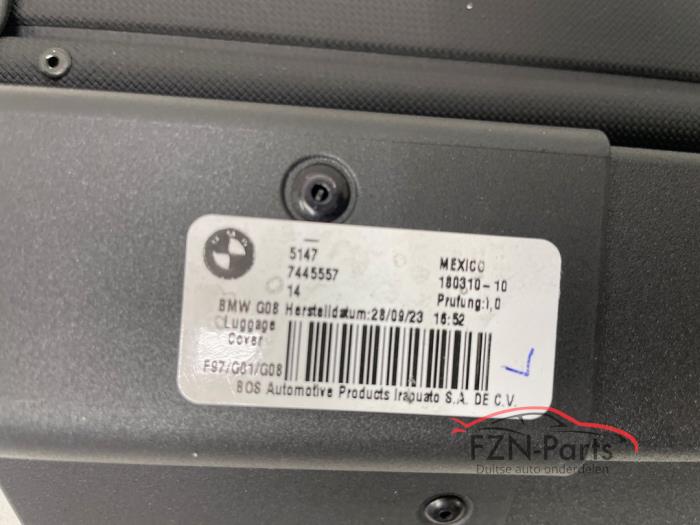 BMW
5147
7445557
14
MEXICO
180310-10
Prufung:i,0
BMW G08 Herstelldatum:28/09/23 16:52
Luggage
Cover
F97/G01/G08
L
BOS Automotive Products Irapuato S.A. DE C.V.
FZN-Parts
Duitse auto onderdelen